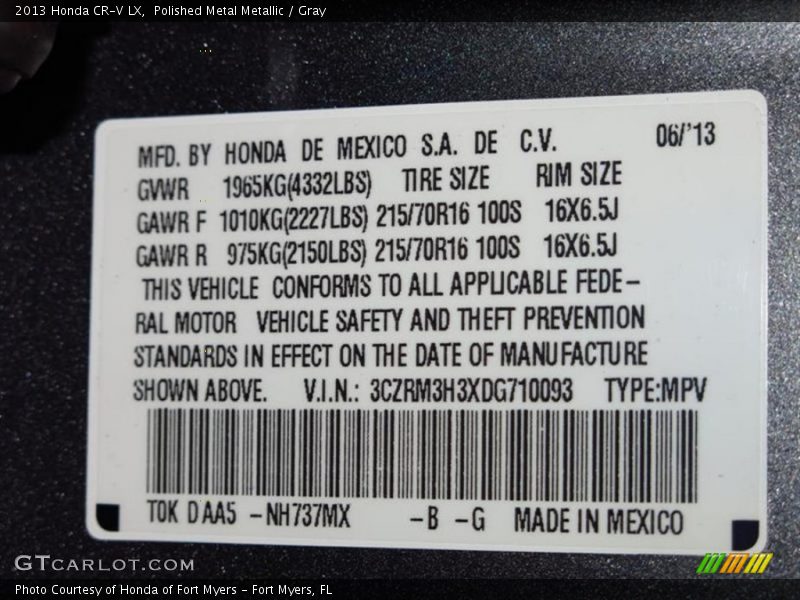 2013 Honda CR-V LX, Polished Metal Metallic / Gray
MFD. BY HONDA DE MEXICO S.A. DE C.V. 06/'13
GVWR 1965KG(4332LBS) TIRE SIZE RIM SIZE
GAWR F 1010KG(2227LBS) 215/70R16 100S 16X6.5J
GAWR R 975KG(2150LBS) 215/70R16 100S 16X6.5J
THIS VEHICLE CONFORMS TO ALL APPLICABLE FEDE-
RAL MOTOR VEHICLE SAFETY AND THEFT PREVENTION
STANDARDS IN EFFECT ON THE DATE OF MANUFACTURE
SHOWN ABOVE. V.I.N.: 3CZRM3H3XDG710093 TYPE:MPV
T0K DAA5 -NH737MX -B -G MADE IN MEXICO
GTCARLOT.COM
Photo Courtesy of Honda of Fort Myers - Fort Myers, FL